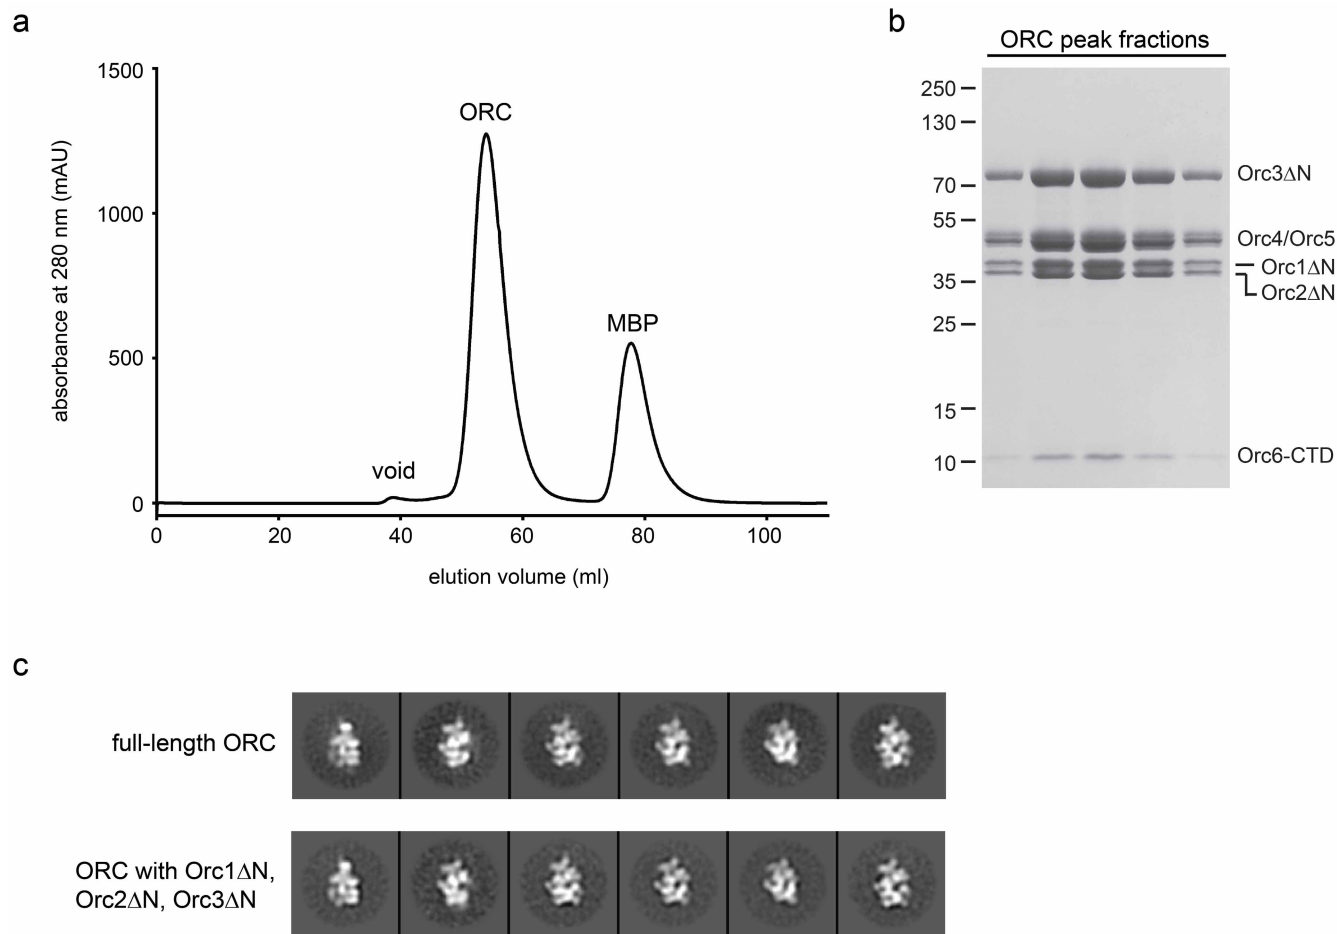 a
1500
1000
500
0
absorbance at 280 nm (mAU)
ORC
MBP
void
0
20
40
60
80
100
elution volume (ml)
b
ORC peak fractions
250
130
70
55
35
25
15
10
Orc3ΔN
Orc4/Orc5
Orc1ΔN
Orc2ΔN
Orc6-CTD
c
full-length ORC
ORC with Orc1ΔN,
Orc2ΔN, Orc3ΔN